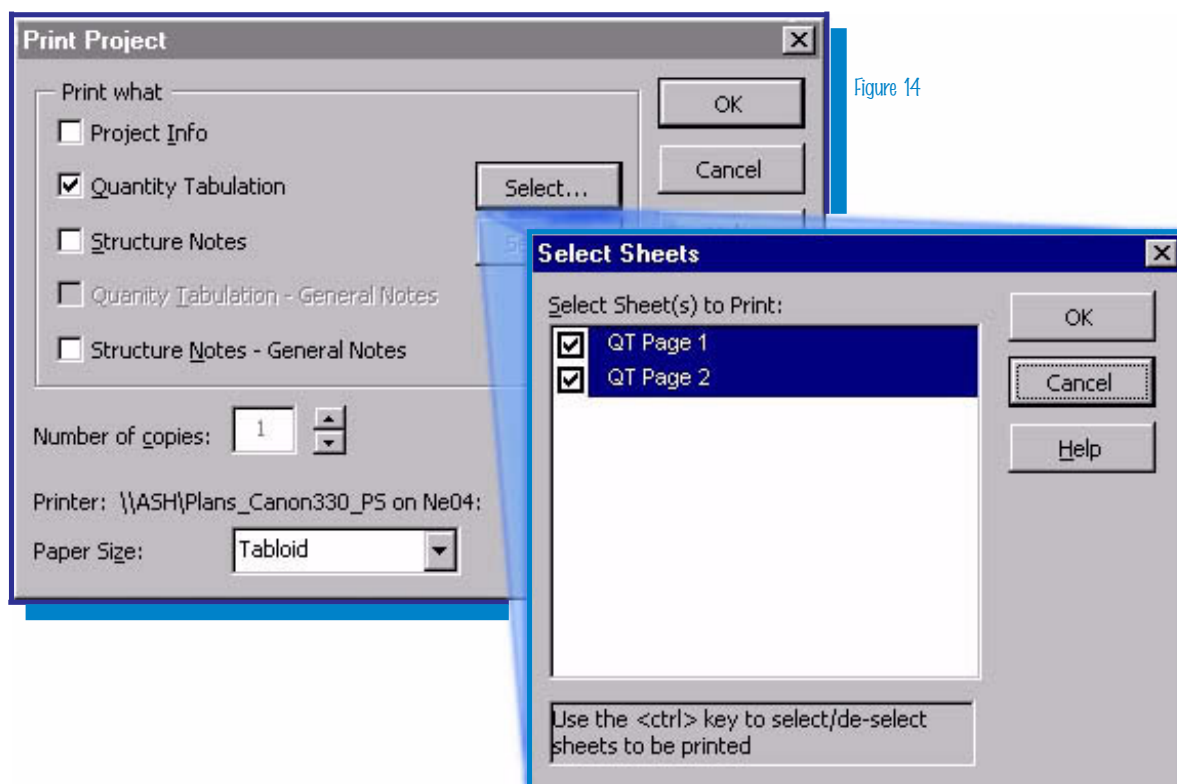 Print Project
Figure 14
Print what
OK
Project Info
Cancel
Quantity Tabulation
Select...
Structure Notes
Quanity Tabulation - General Notes
Structure Notes - General Notes
Number of copies:
1
Printer: \\ASH\Plans_Canon330_PS on Ne04:
Paper Size:
Tabloid
Select Sheets
Select Sheet(s) to Print:
OK
QT Page 1
QT Page 2
Cancel
Help
Use the <ctrl> key to select/de-select
sheets to be printed